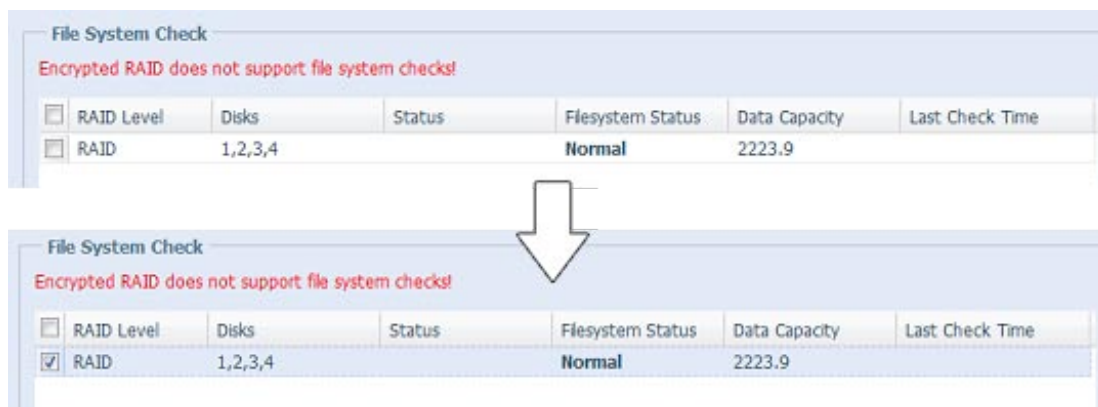 File System Check
Encrypted RAID does not support file system checks!
RAID Level Disks Status Filesystem Status Data Capacity Last Check Time
RAID 1,2,3,4 Normal 2223.9
File System Check
Encrypted RAID does not support file system checks!
RAID Level Disks Status Filesystem Status Data Capacity Last Check Time
RAID 1,2,3,4 Normal 2223.9